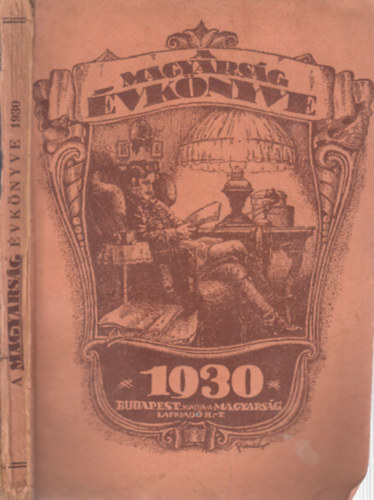 A MAGYARSÁG ÉVKÖNYVE 1930
A
MAGYARSÁG
ÉVKÖNYVE
1930
BUDAPEST KIADJA A MAGYARSÁG
LAPKIADÓ R.-T.